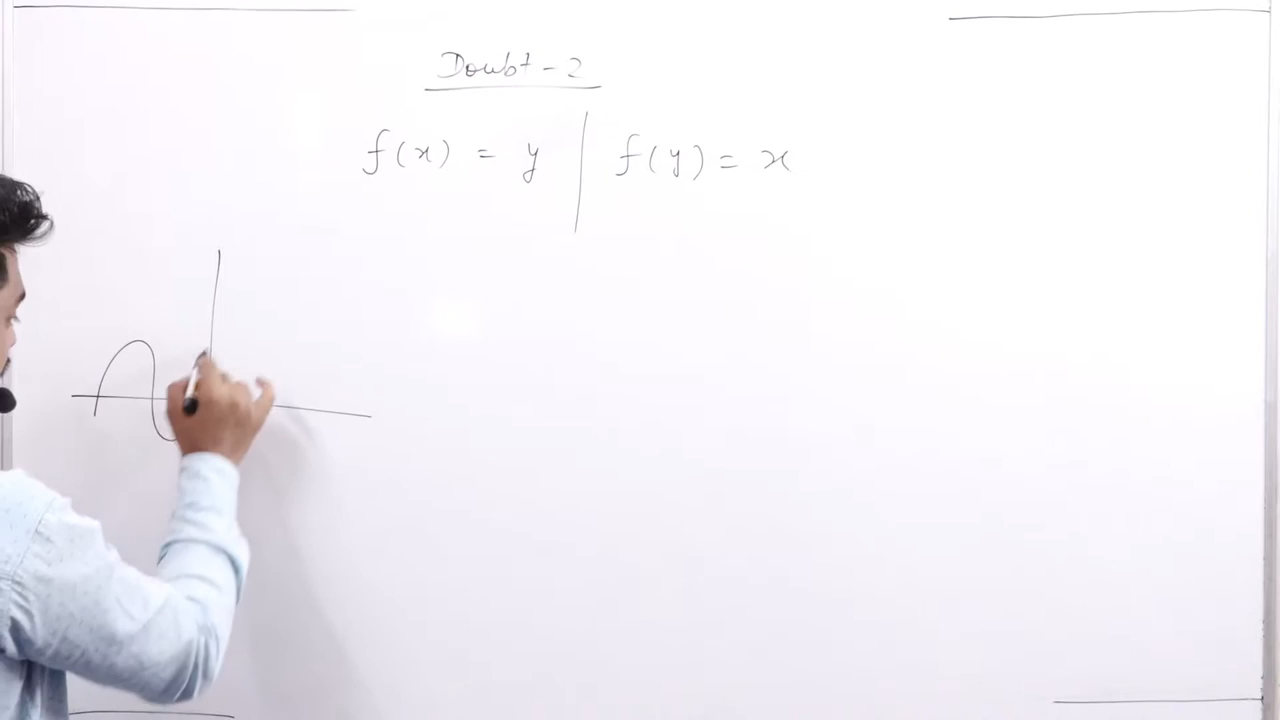 Doubt - 2
f(x) = y | f(y) = x